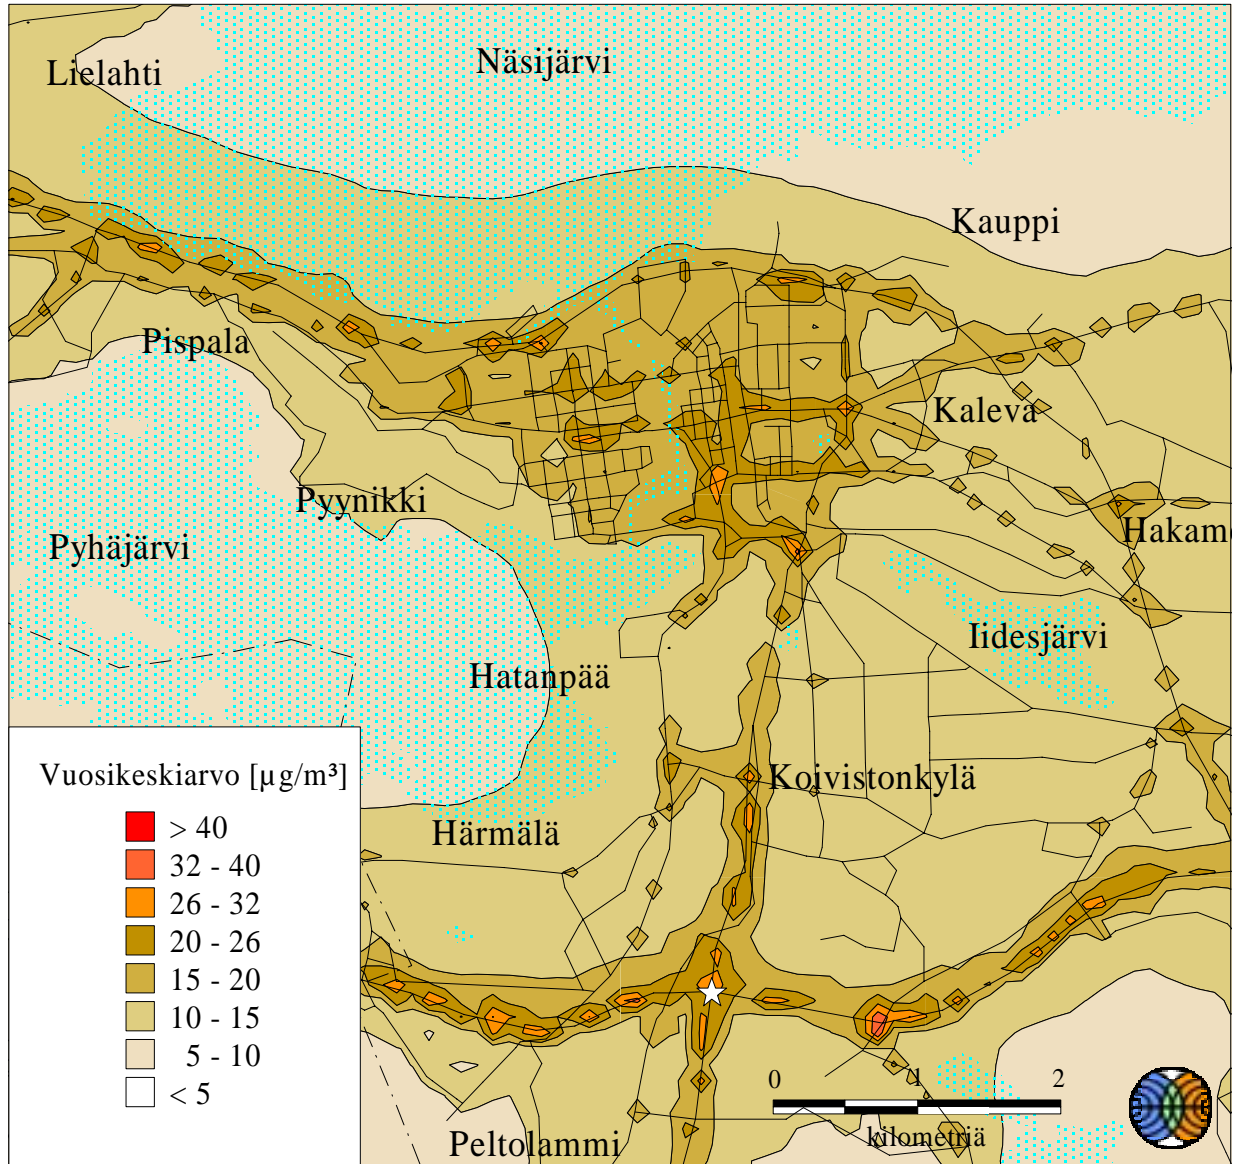 Lielahti
Näsijärvi
Kauppi
Pispala
Kaleva
Pyynikki
Pyhäjärvi
Hakame
Iidesjärvi
Hatanpää
Vuosikeskiarvo [µg/m³]
Koivistonkylä
> 40
Härmälä
32 - 40
26 - 32
20 - 26
15 - 20
10 - 15
5 - 10
< 5
0 1 2
kilometriä
Peltolammi